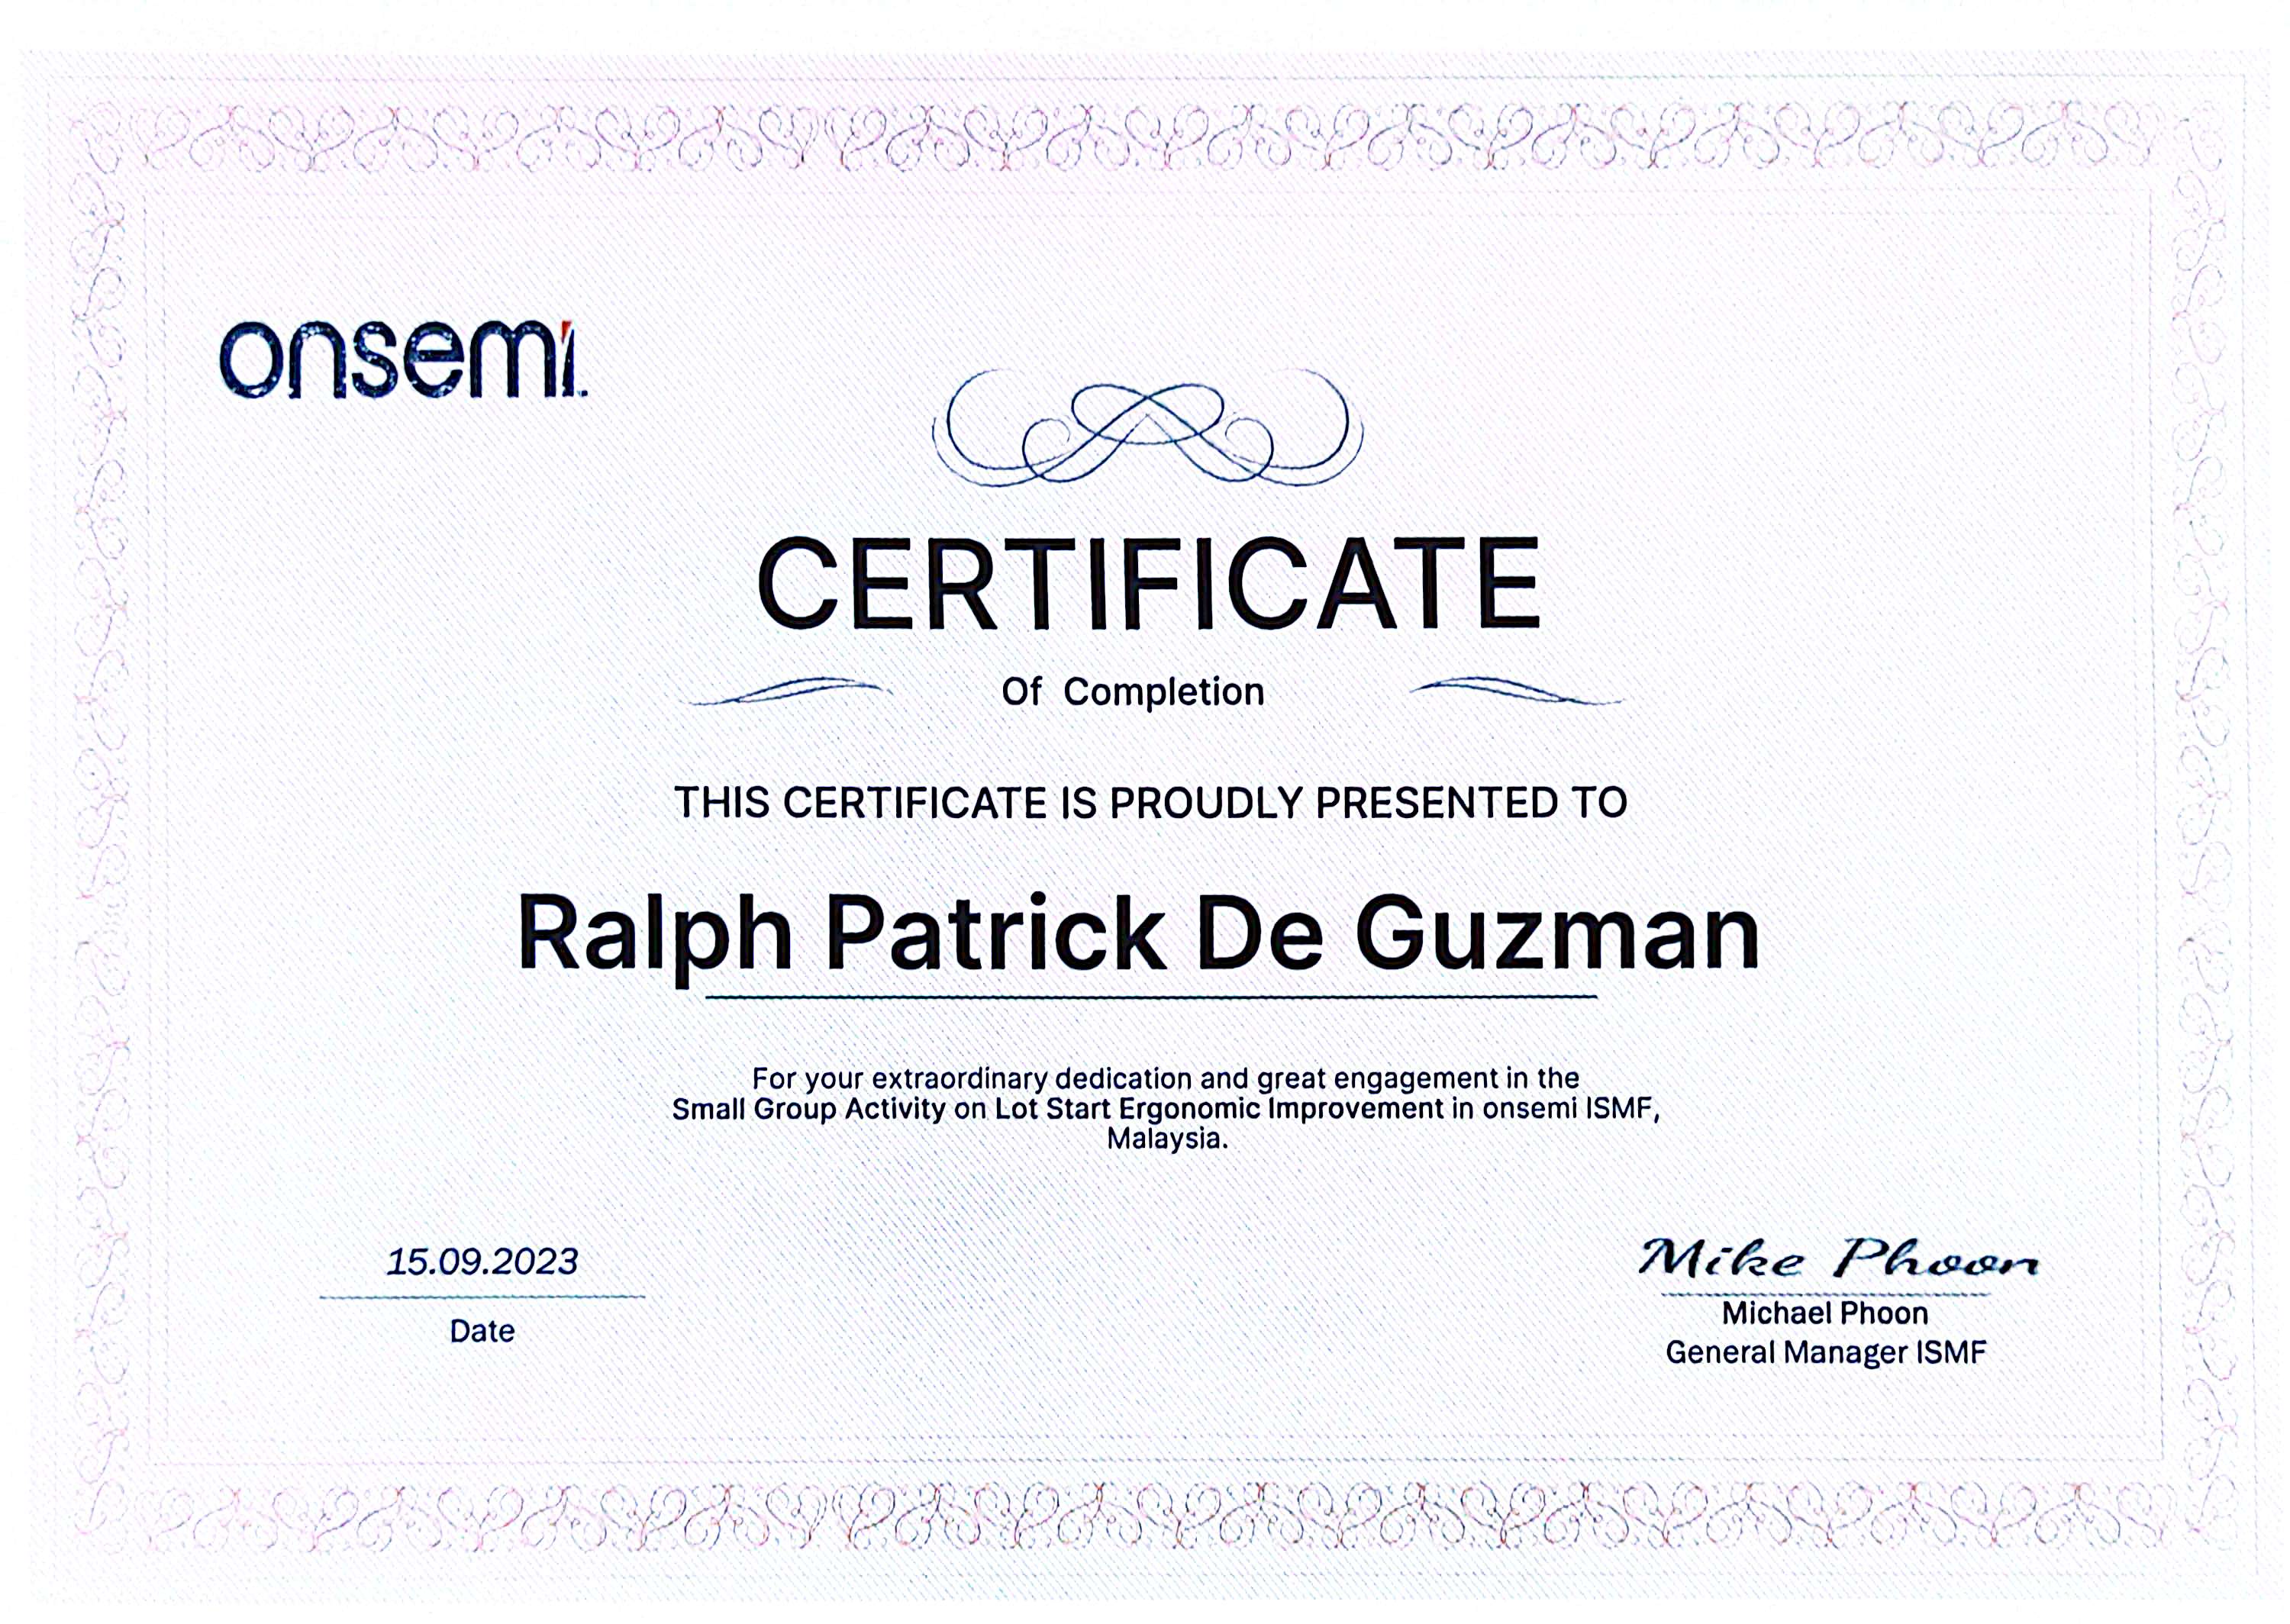 onsemi.
CERTIFICATE
Of Completion
THIS CERTIFICATE IS PROUDLY PRESENTED TO
Ralph Patrick De Guzman
For your extraordinary dedication and great engagement in the
Small Group Activity on Lot Start Ergonomic Improvement in onsemi ISMF,
Malaysia.
15.09.2023
Date
Mike Phoon
Michael Phoon
General Manager ISMF